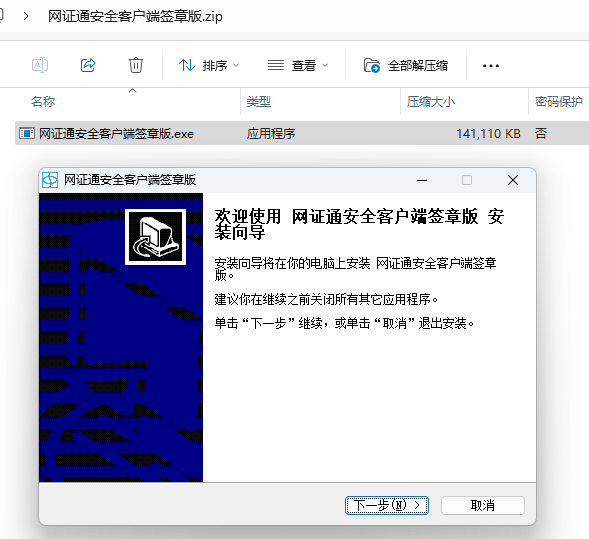 网证通安全客户端签章版.zip
排序
查看
全部解压缩
名称
类型
压缩大小
密码保护
网证通安全客户端签章版.exe
应用程序
141,110 KB
否
网证通安全客户端签章版
欢迎使用 网证通安全客户端签章版 安
装向导
安装向导将在你的电脑上安装 网证通安全客户端签章
版。
建议你在继续之前关闭所有其它应用程序。
单击“下一步”继续，或单击“取消”退出安装。
下一步(N) >
取消